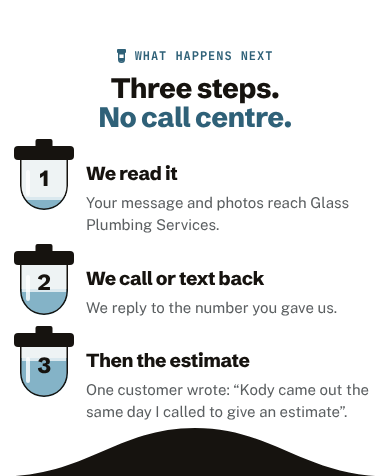 WHAT HAPPENS NEXT
Three steps.
No call centre.
1
We read it
Your message and photos reach Glass
Plumbing Services.
2
We call or text back
We reply to the number you gave us.
3
Then the estimate
One customer wrote: “Kody came out the
same day I called to give an estimate”.